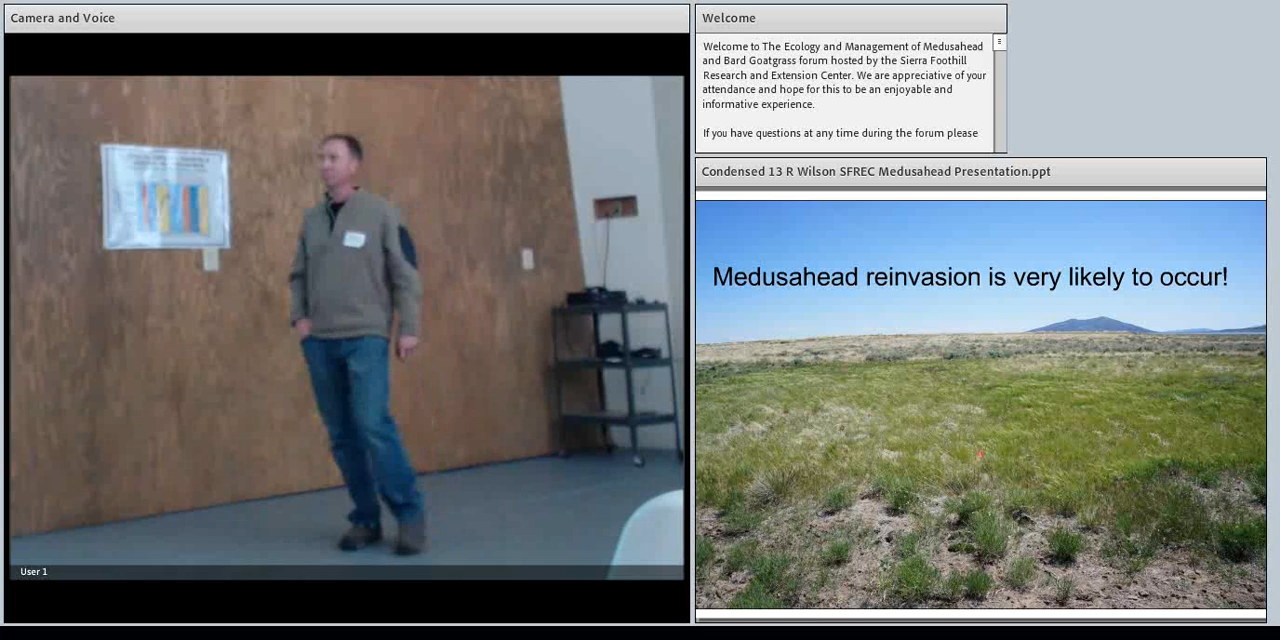 Camera and Voice
User 1
Welcome
Welcome to The Ecology and Management of Medusahead
and Bard Goatgrass forum hosted by the Sierra Foothill
Research and Extension Center. We are appreciative of your
attendance and hope for this to be an enjoyable and
informative experience.
If you have questions at any time during the forum please
Condensed 13 R Wilson SFREC Medusahead Presentation.ppt
Medusahead reinvasion is very likely to occur!